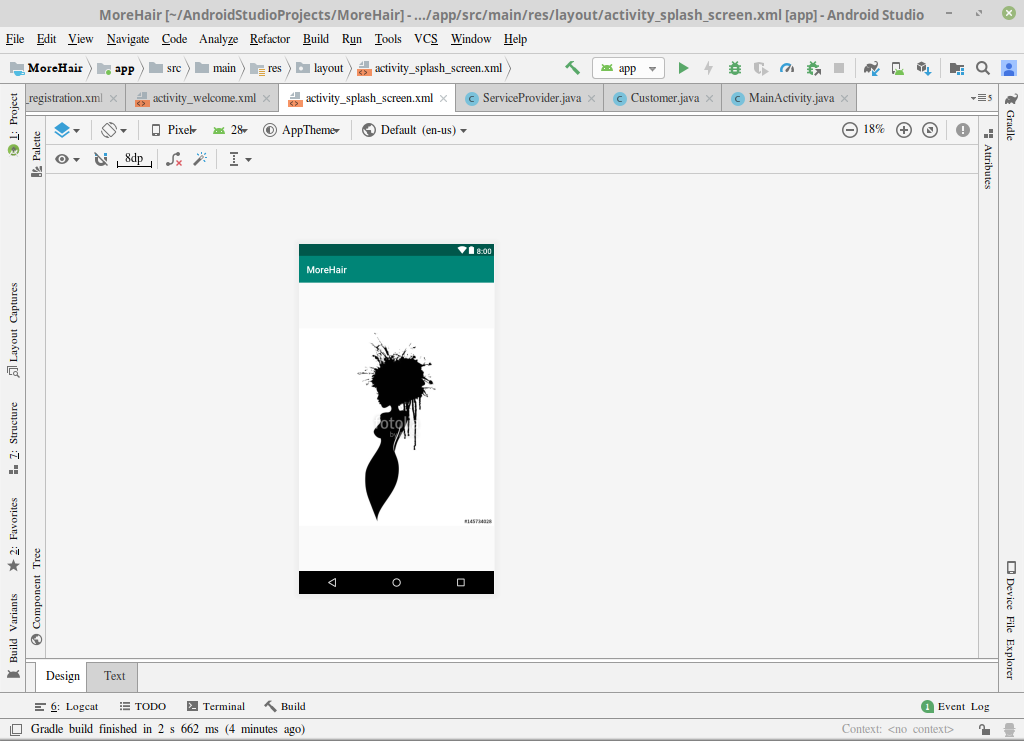 MoreHair [~/AndroidStudioProjects/MoreHair] - .../app/src/main/res/layout/activity_splash_screen.xml [app] - Android Studio
File Edit View Navigate Code Analyze Refactor Build Run Tools VCS Window Help
MoreHair app src main res layout activity_splash_screen.xml app
_registration.xml activity_welcome.xml activity_splash_screen.xml ServiceProvider.java Customer.java MainActivity.java 5
Pixel 28 AppTheme Default (en-us) 18%
8dp
1: Project
Palette
Layout Captures
7: Structure
2: Favorites
Component Tree
Build Variants
Attributes
Gradle
Device File Explorer
8:00
MoreHair
#145734028
Design Text
6: Logcat TODO Terminal Build 1 Event Log
Gradle build finished in 2 s 662 ms (4 minutes ago) Context: <no context>